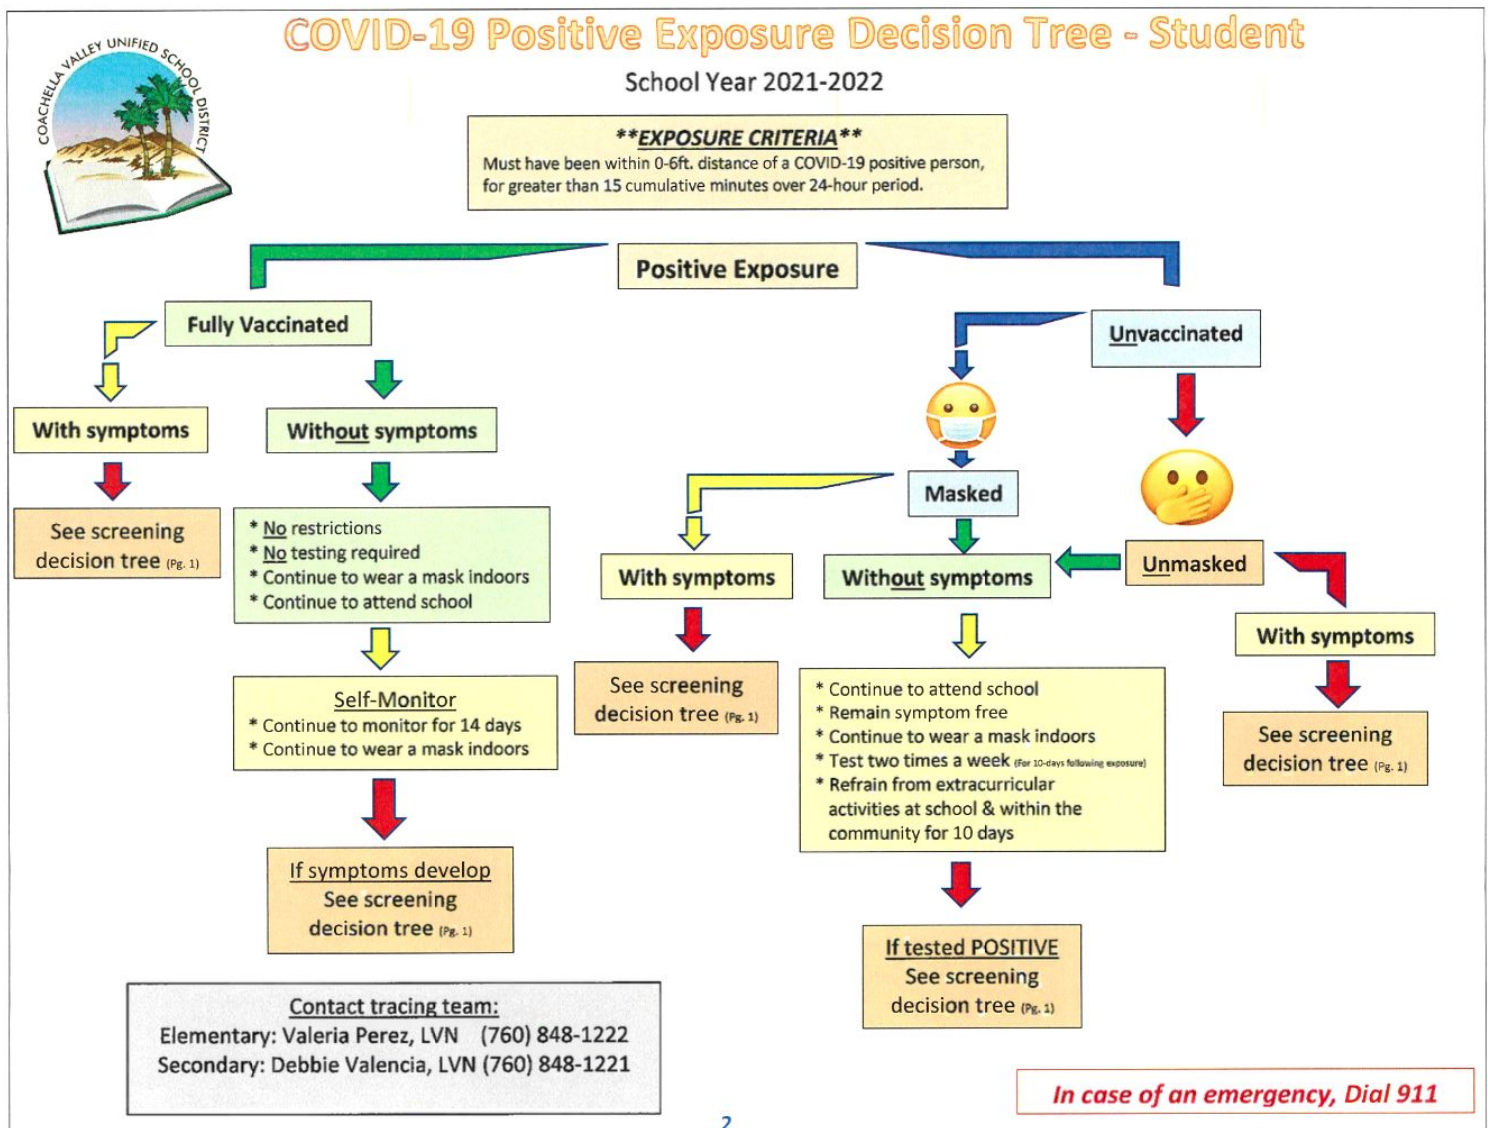 COVID-19 Positive Exposure Decision Tree - Student
COACHELLA VALLEY UNIFIED SCHOOL DISTRICT
School Year 2021-2022
**EXPOSURE CRITERIA**
Must have been within 0-6ft. distance of a COVID-19 positive person,
for greater than 15 cumulative minutes over 24-hour period.
Positive Exposure
Fully Vaccinated
With symptoms
See screening
decision tree (Pg. 1)
Without symptoms
* No restrictions
* No testing required
* Continue to wear a mask indoors
* Continue to attend school
Self-Monitor
* Continue to monitor for 14 days
* Continue to wear a mask indoors
If symptoms develop
See screening
decision tree (Pg. 1)
Unvaccinated
Masked
With symptoms
See screening
decision tree (Pg. 1)
Without symptoms
* Continue to attend school
* Remain symptom free
* Continue to wear a mask indoors
* Test two times a week (For 10-days following exposure)
* Refrain from extracurricular
activities at school & within the
community for 10 days
If tested POSITIVE
See screening
decision tree (Pg. 1)
Unmasked
With symptoms
See screening
decision tree (Pg. 1)
Contact tracing team:
Elementary: Valeria Perez, LVN (760) 848-1222
Secondary: Debbie Valencia, LVN (760) 848-1221
In case of an emergency, Dial 911
2